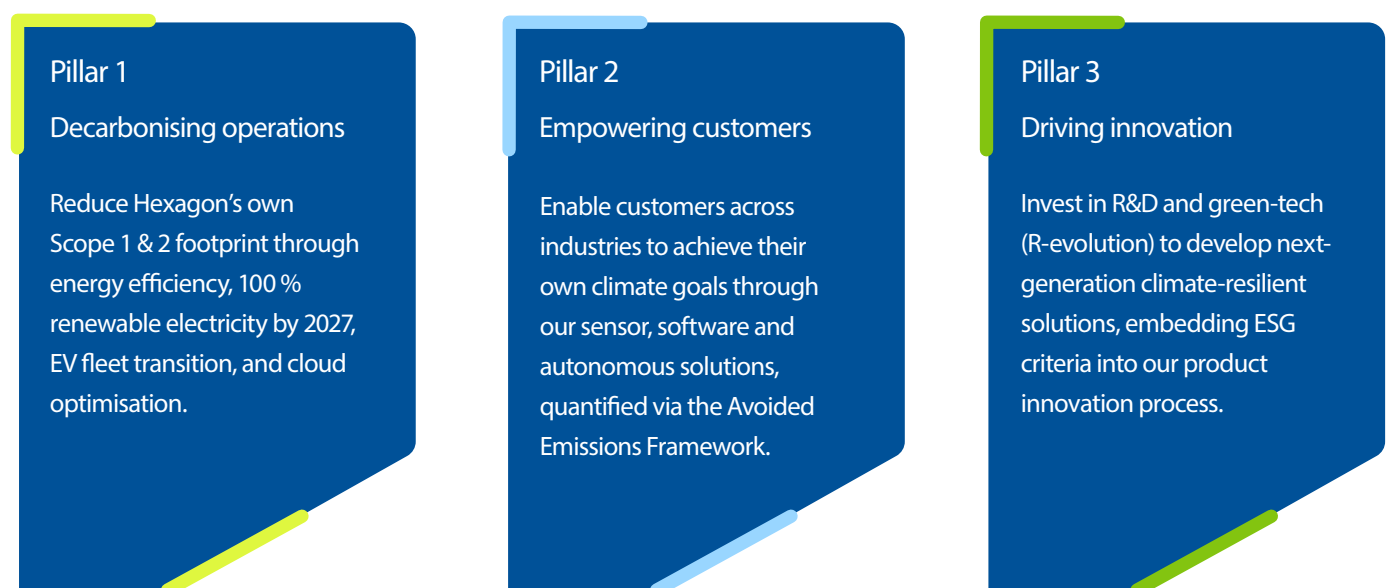 Pillar 1
Decarbonising operations
Reduce Hexagon’s own
Scope 1 & 2 footprint through
energy efficiency, 100 %
renewable electricity by 2027,
EV fleet transition, and cloud
optimisation.
Pillar 2
Empowering customers
Enable customers across
industries to achieve their
own climate goals through
our sensor, software and
autonomous solutions,
quantified via the Avoided
Emissions Framework.
Pillar 3
Driving innovation
Invest in R&D and green-tech
(R-evolution) to develop next-
generation climate-resilient
solutions, embedding ESG
criteria into our product
innovation process.